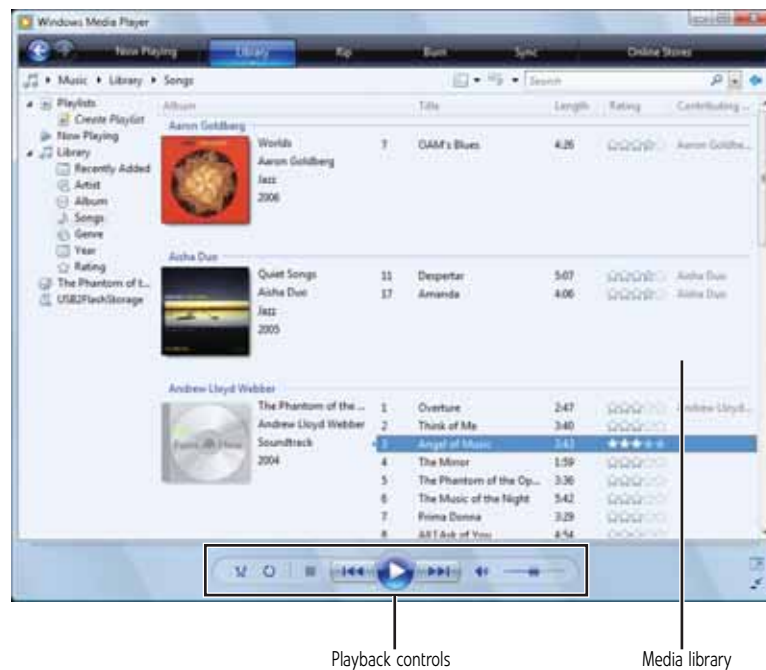 Windows Media Player
Now Playing Library Rip Burn Sync Online Stores
Music Library Songs Search
Playlists
Create Playlist
Now Playing
Library
Recently Added
Artist
Album
Songs
Genre
Year
Rating
The Phantom of t...
USB2FlashStorage
Album Title Length Rating Contributing ...
Aaron Goldberg
Worlds 7 OAM's Blues 4:26 Aaron Goldbe...
Aaron Goldberg
Jazz
2006
Aisha Duo
Quiet Songs 11 Despertar 5:07 Aisha Duo
Aisha Duo 17 Amanda 4:06 Aisha Duo
Jazz
2005
Andrew Lloyd Webber
The Phantom of the ... 1 Overture 2:47 Andrew Lloyd...
Andrew Lloyd Webber 2 Think of Me 3:40
Soundtrack 3 Angel of Music 2:43
2004 4 The Mirror 1:59
5 The Phantom of the Op... 3:36
6 The Music of the Night 5:42
7 Prima Donna 3:29
8 All I Ask of You 4:54
Playback controls
Media library